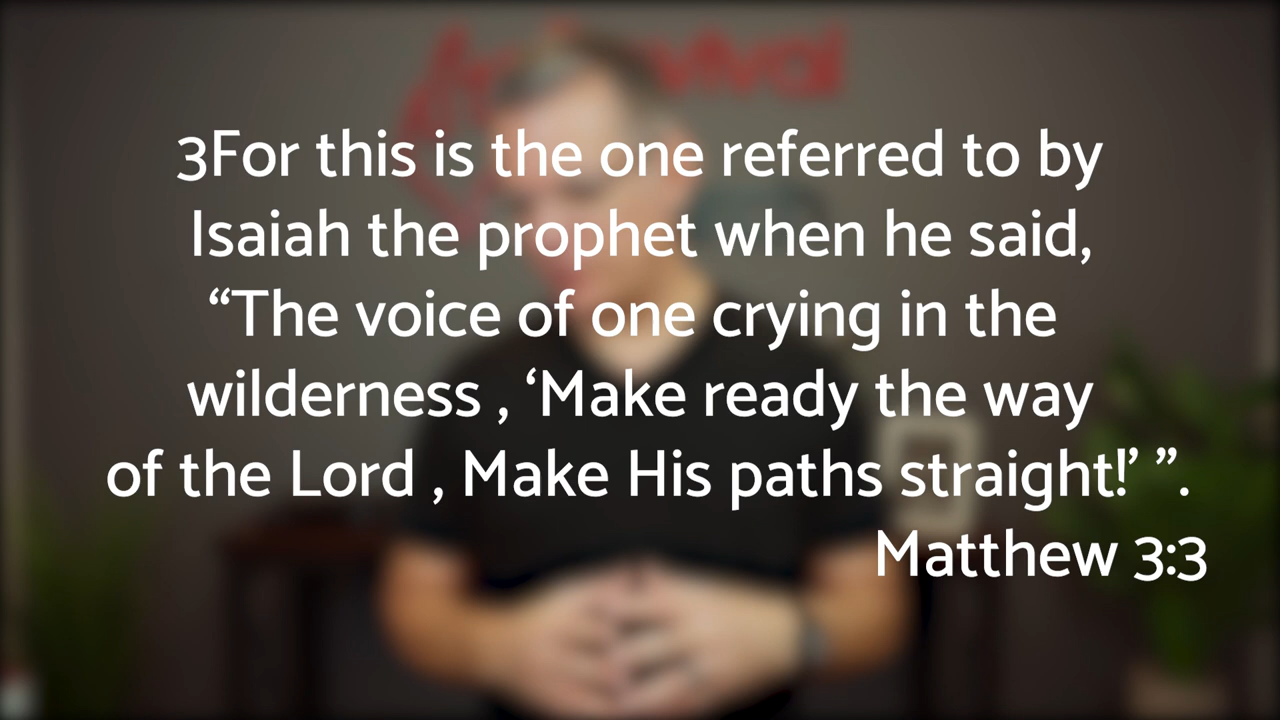 3For this is the one referred to by
Isaiah the prophet when he said,
“The voice of one crying in the
wilderness , ‘Make ready the way
of the Lord , Make His paths straight!’ ”.
Matthew 3:3